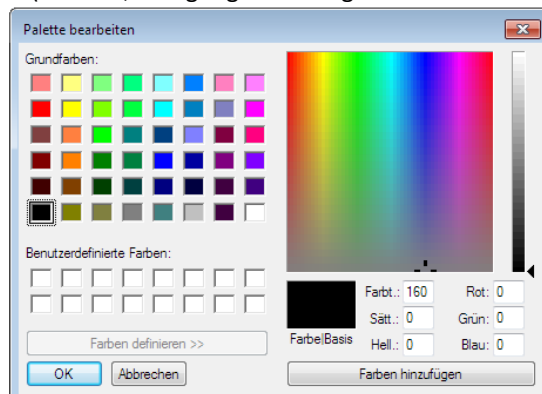 Palette bearbeiten
Grundfarben:
Benutzerdefinierte Farben:
Farben definieren >>
OK
Abbrechen
Farbe|Basis
Farbt.: 160
Rot: 0
Sätt.: 0
Grün: 0
Hell.: 0
Blau: 0
Farben hinzufügen